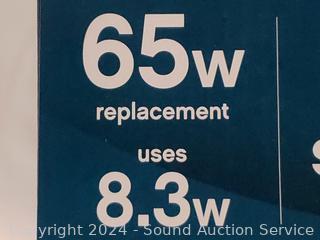 65w
replacement
uses
8.3w
Copyright 2024 - Sound Auction Service